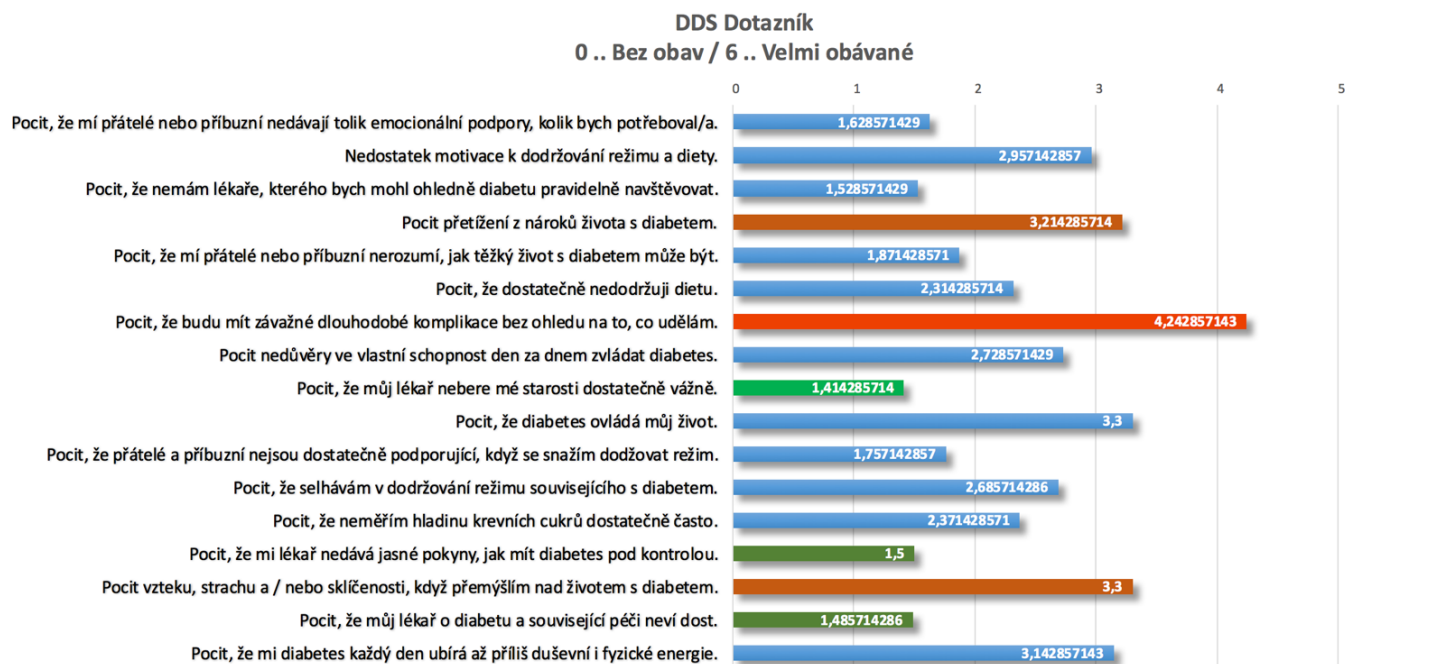 DDS Dotazník
0 .. Bez obav / 6 .. Velmi obávané
0 1 2 3 4 5
Pocit, že mí přátelé nebo příbuzní nedávají tolik emocionální podpory, kolik bych potřeboval/a. 1,628571429
Nedostatek motivace k dodržování režimu a diety. 2,957142857
Pocit, že nemám lékaře, kterého bych mohl ohledně diabetu pravidelně navštěvovat. 1,528571429
Pocit přetížení z nároků života s diabetem. 3,214285714
Pocit, že mí přátelé nebo příbuzní nerozumí, jak těžký život s diabetem může být. 1,871428571
Pocit, že dostatečně nedodržuji dietu. 2,314285714
Pocit, že budu mít závažné dlouhodobé komplikace bez ohledu na to, co udělám. 4,242857143
Pocit nedůvěry ve vlastní schopnost den za dnem zvládat diabetes. 2,728571429
Pocit, že můj lékař nebere mé starosti dostatečně vážně. 1,414285714
Pocit, že diabetes ovládá můj život. 3,3
Pocit, že přátelé a příbuzní nejsou dostatečně podporující, když se snažím dodžovat režim. 1,757142857
Pocit, že selhávám v dodržování režimu souvisejícího s diabetem. 2,685714286
Pocit, že neměřím hladinu krevních cukrů dostatečně často. 2,371428571
Pocit, že mi lékař nedává jasné pokyny, jak mít diabetes pod kontrolou. 1,5
Pocit vzteku, strachu a / nebo sklíčenosti, když přemýšlím nad životem s diabetem. 3,3
Pocit, že můj lékař o diabetu a související péči neví dost. 1,485714286
Pocit, že mi diabetes každý den ubírá až příliš duševní i fyzické energie. 3,142857143